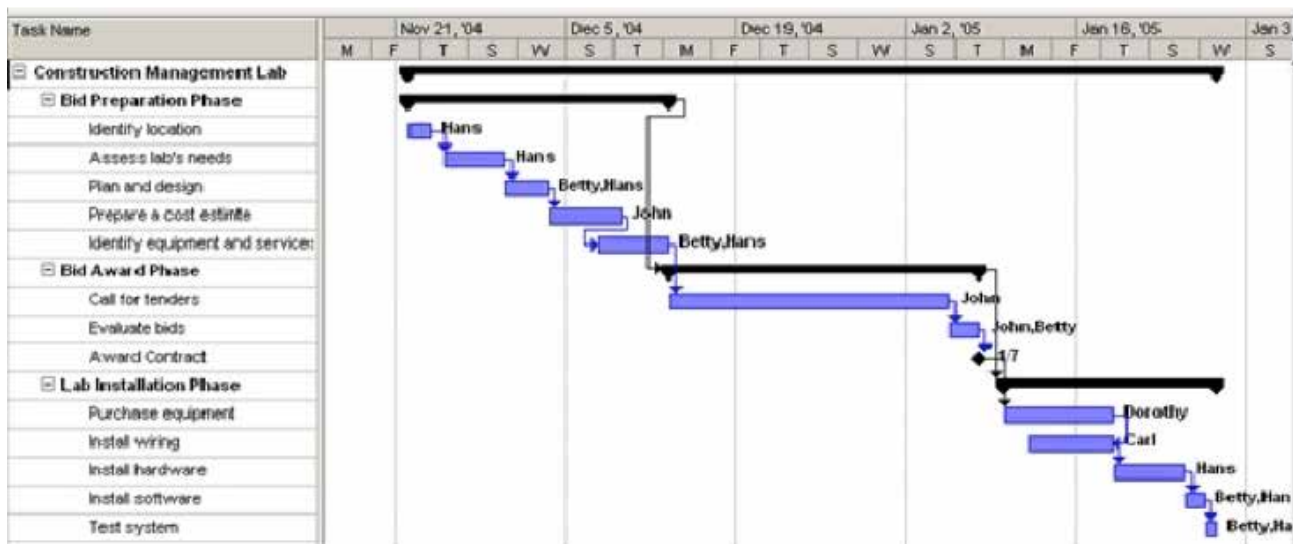 Task Name Nov 21, '04 Dec 5, '04 Dec 19, '04 Jan 2, '05 Jan 16, '05 Jan 3
M F T S W S T M F T S W S T M F T S W S
Construction Management Lab
Bid Preparation Phase
Identify location Hans
Assess lab's needs Hans
Plan and design Betty,Hans
Prepare a cost estimte John
Identify equipment and services Betty,Hans
Bid Award Phase
Call for tenders John
Evaluate bids John,Betty
Award Contract 1/7
Lab Installation Phase
Purchase equipment Dorothy
Install wiring Carl
Install hardware Hans
Install software Betty,Han
Test system Betty,Ha